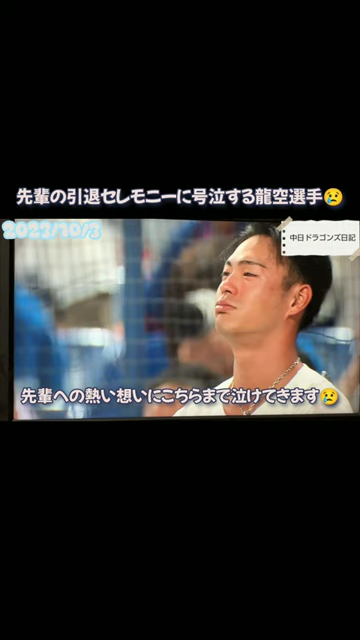 先輩の引退セレモニーに号泣する龍空選手😢
2023/10/3
中日ドラゴンズ日記
先輩への熱い想いにこちらまで泣けてきます😢